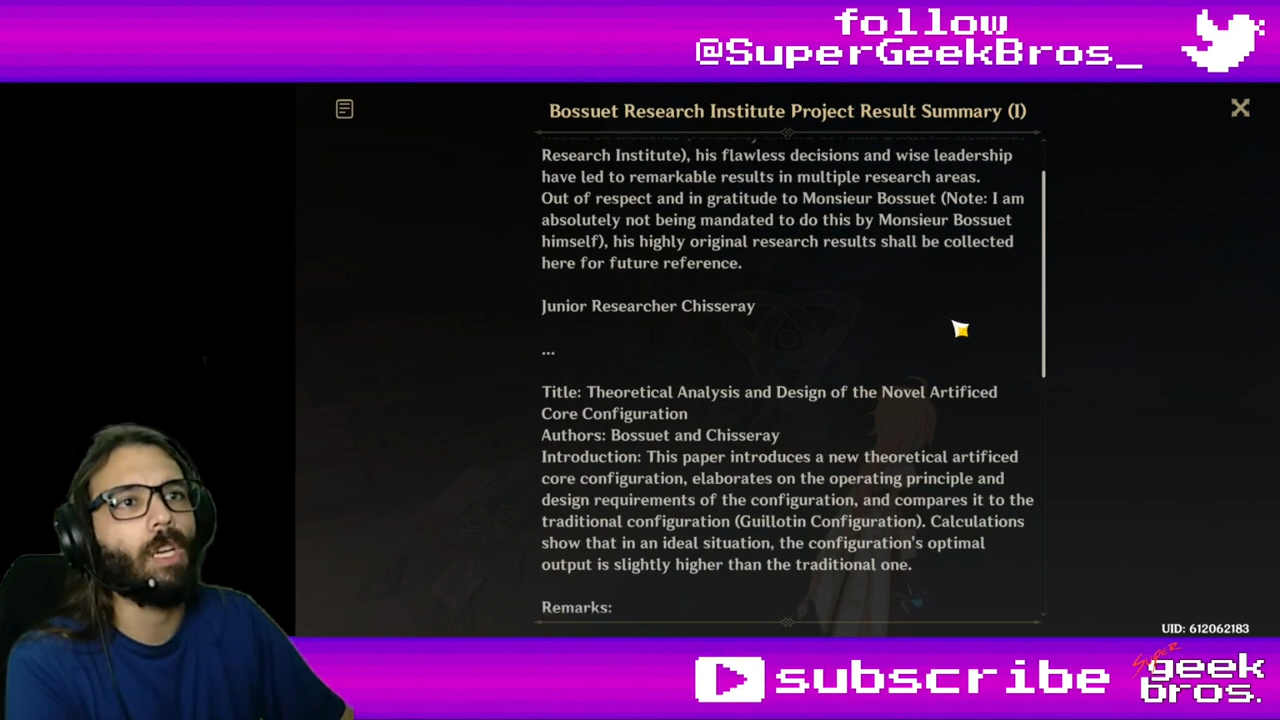 follow
@SuperGeekBros_
Bossuet Research Institute Project Result Summary (I)
Research Institute), his flawless decisions and wise leadership
have led to remarkable results in multiple research areas.
Out of respect and in gratitude to Monsieur Bossuet (Note: I am
absolutely not being mandated to do this by Monsieur Bossuet
himself), his highly original research results shall be collected
here for future reference.
Junior Researcher Chisseray
...
Title: Theoretical Analysis and Design of the Novel Artificed
Core Configuration
Authors: Bossuet and Chisseray
Introduction: This paper introduces a new theoretical artificed
core configuration, elaborates on the operating principle and
design requirements of the configuration, and compares it to the
traditional configuration (Guillotin Configuration). Calculations
show that in an ideal situation, the configuration's optimal
output is slightly higher than the traditional one.
Remarks:
UID: 612062183
subscribe
Super
geek
bros.